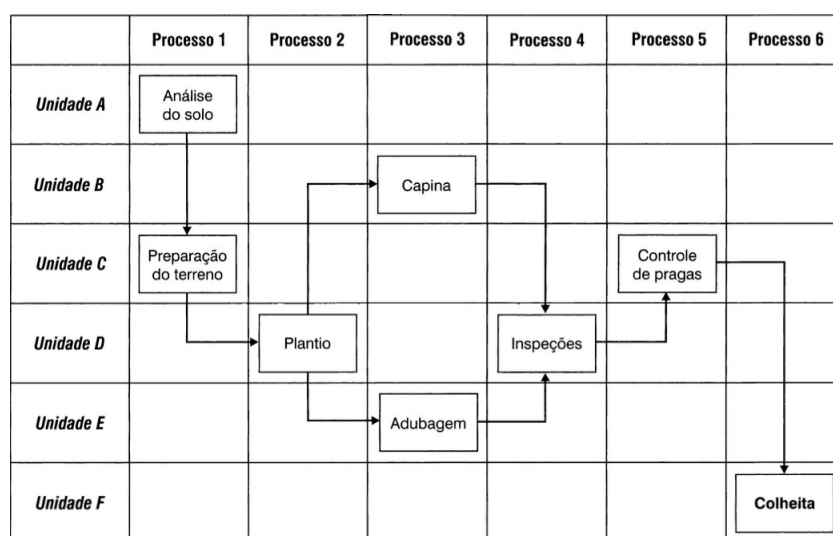 Processo 1 Processo 2 Processo 3 Processo 4 Processo 5 Processo 6
Unidade A
Análise
do solo
Unidade B
Capina
Unidade C
Preparação
do terreno
Controle
de pragas
Unidade D
Plantio
Inspeções
Unidade E
Adubagem
Unidade F
Colheita